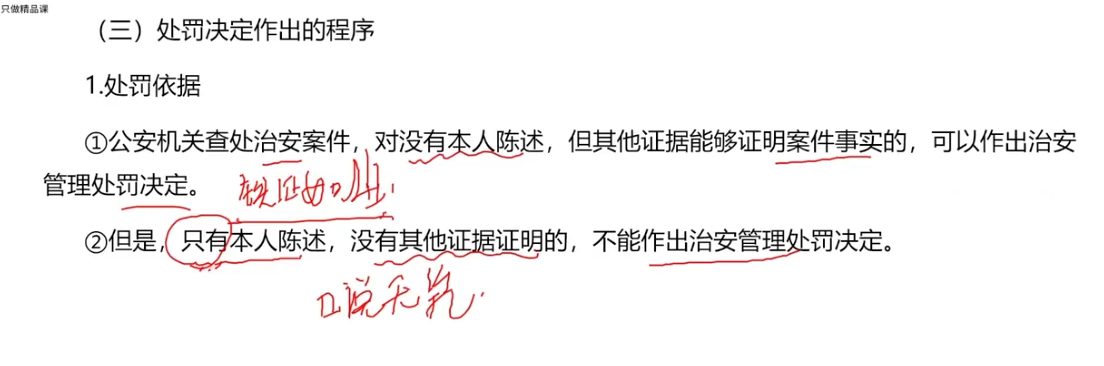 只做精品课
（三）处罚决定作出的程序
1.处罚依据
①公安机关查处治安案件，对没有本人陈述，但其他证据能够证明案件事实的，可以作出治安
管理处罚决定。
铁证如山.
②但是，只有本人陈述，没有其他证据证明的，不能作出治安管理处罚决定。
口说无凭.